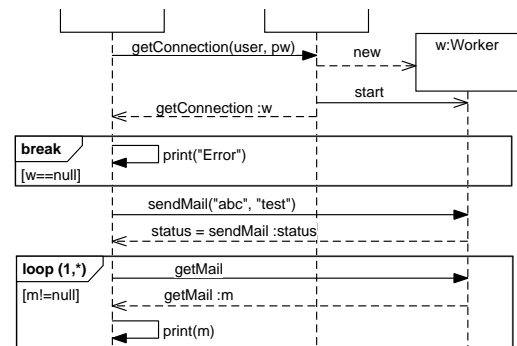 getConnection(user, pw)
new
w:Worker
start
getConnection :w
break
print("Error")
[w==null]
sendMail("abc", "test")
status = sendMail :status
loop (1,*)
getMail
[m!=null]
getMail :m
print(m)